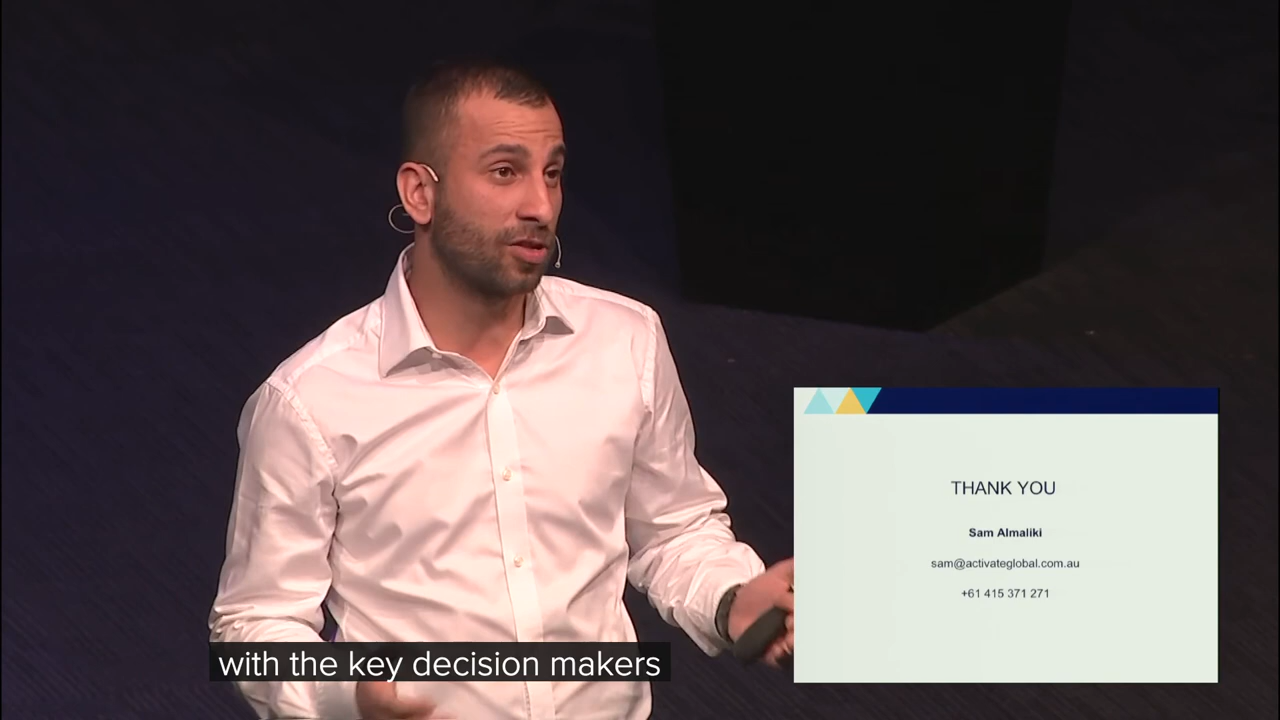 THANK YOU
Sam Almaliki
sam@activateglobal.com.au
+61 415 371 271
with the key decision makers